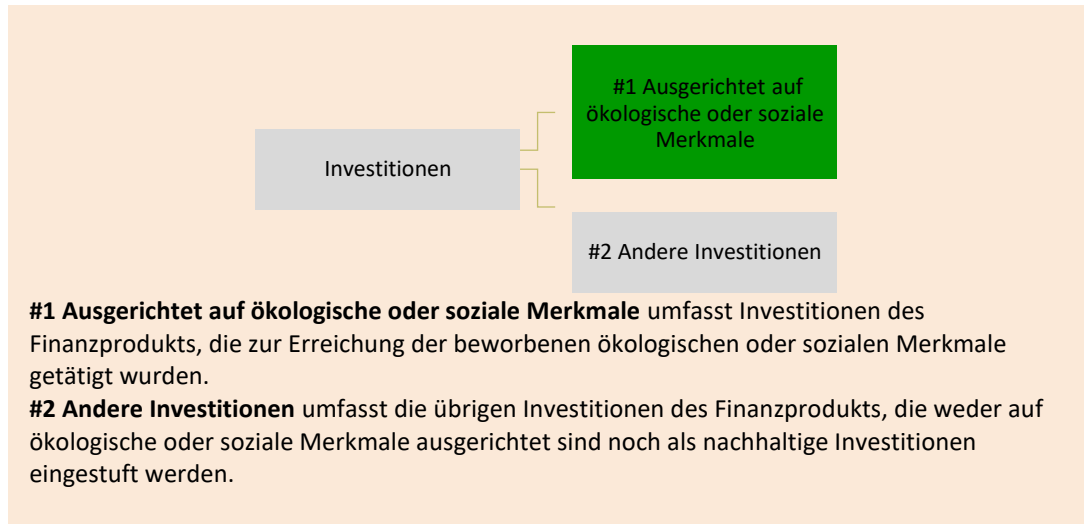 #1 Ausgerichtet auf
ökologische oder soziale
Merkmale
Investitionen
#2 Andere Investitionen
#1 Ausgerichtet auf ökologische oder soziale Merkmale umfasst Investitionen des
Finanzprodukts, die zur Erreichung der beworbenen ökologischen oder sozialen Merkmale
getätigt wurden.
#2 Andere Investitionen umfasst die übrigen Investitionen des Finanzprodukts, die weder auf
ökologische oder soziale Merkmale ausgerichtet sind noch als nachhaltige Investitionen
eingestuft werden.